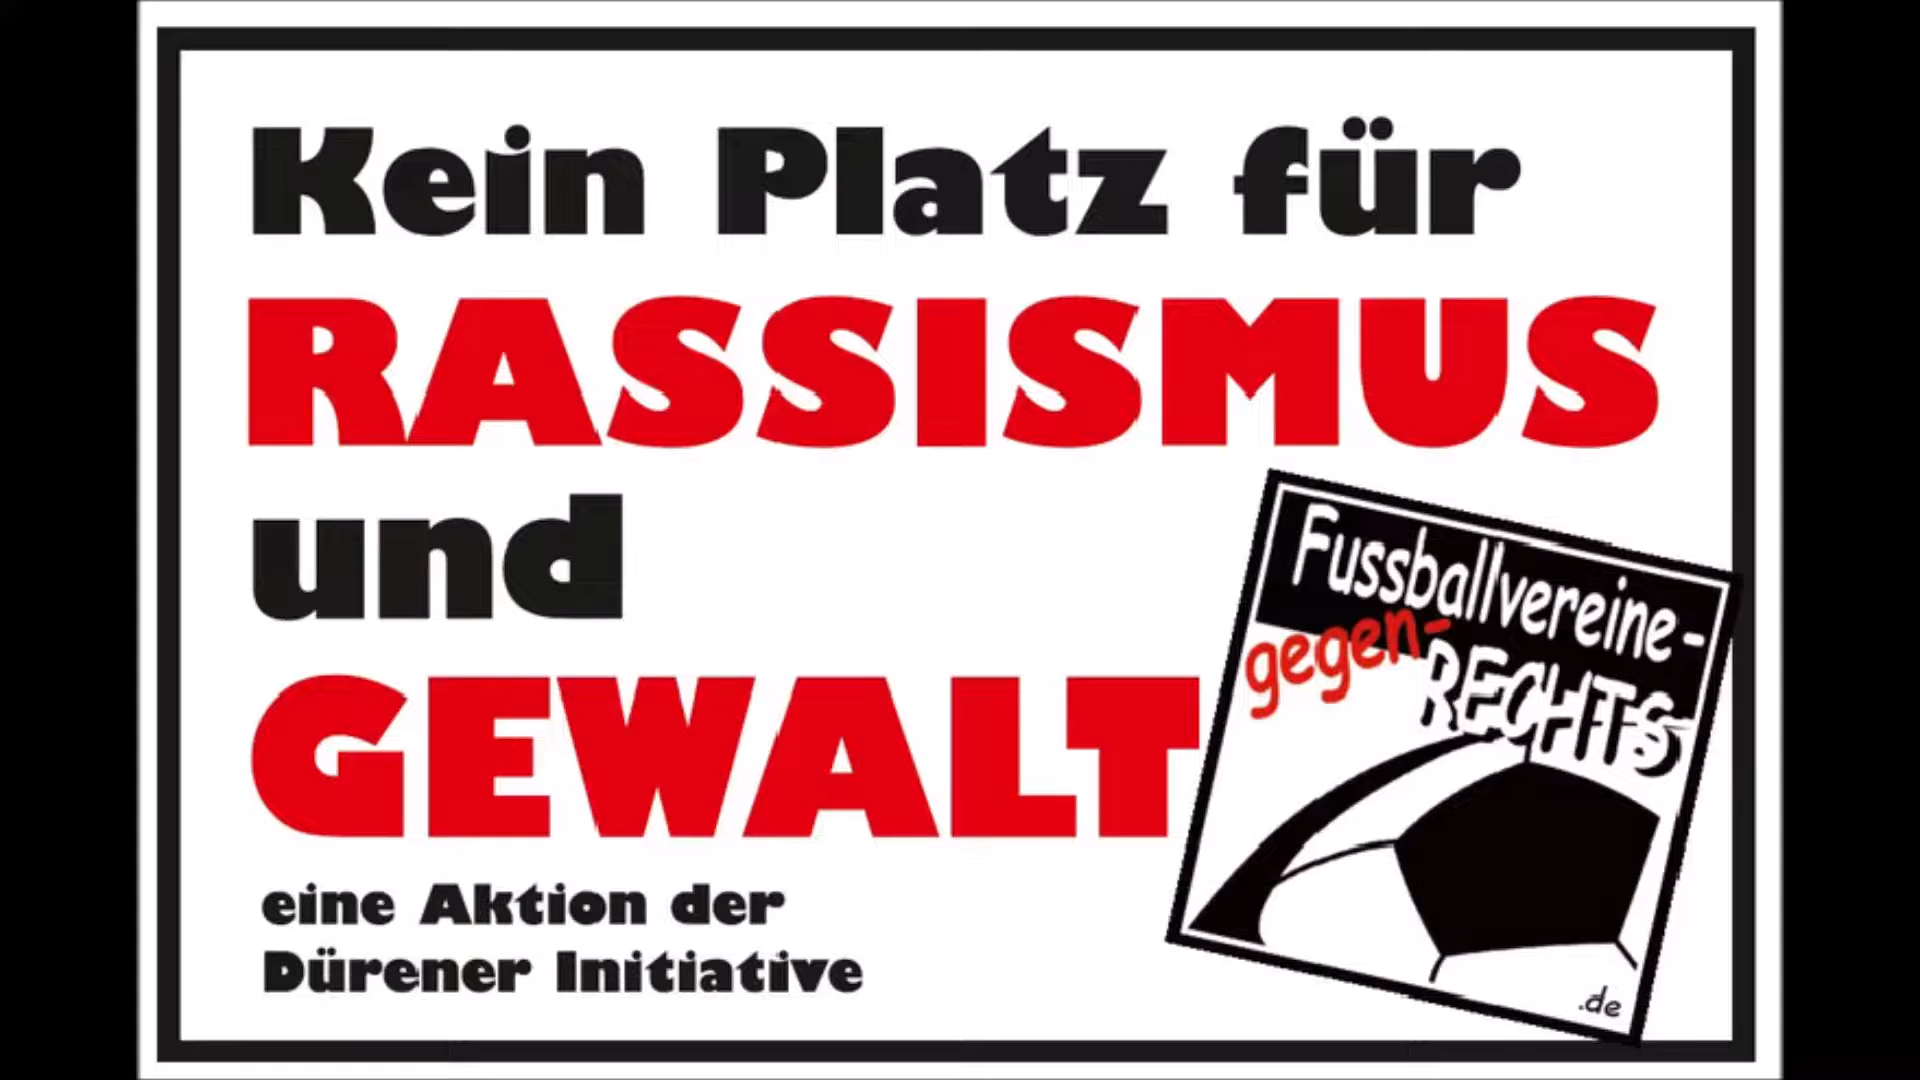 Kein Platz für
RASSISMUS
und
GEWALT
eine Aktion der
Dürener Initiative
Fussballvereine-
gegen-
RECHTS
.de